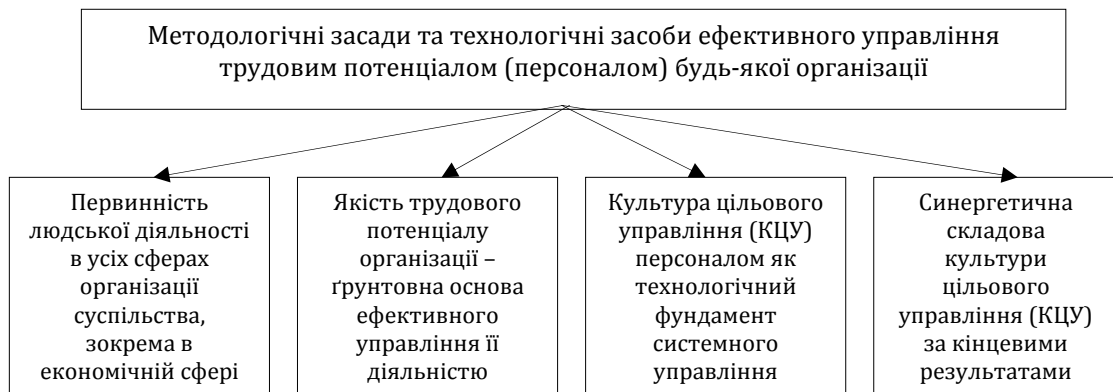 Методологічні засади та технологічні засоби ефективного управління
трудовим потенціалом (персоналом) будь-якої організації
Первинність
людської діяльності
в усіх сферах
організації
суспільства,
зокрема в
економічній сфері
Якість трудового
потенціалу
організації –
ґрунтовна основа
ефективного
управління її
діяльністю
Культура цільового
управління (КЦУ)
персоналом як
технологічний
фундамент
системного
управління
Синергетична
складова
культури
цільового
управління (КЦУ)
за кінцевими
результатами